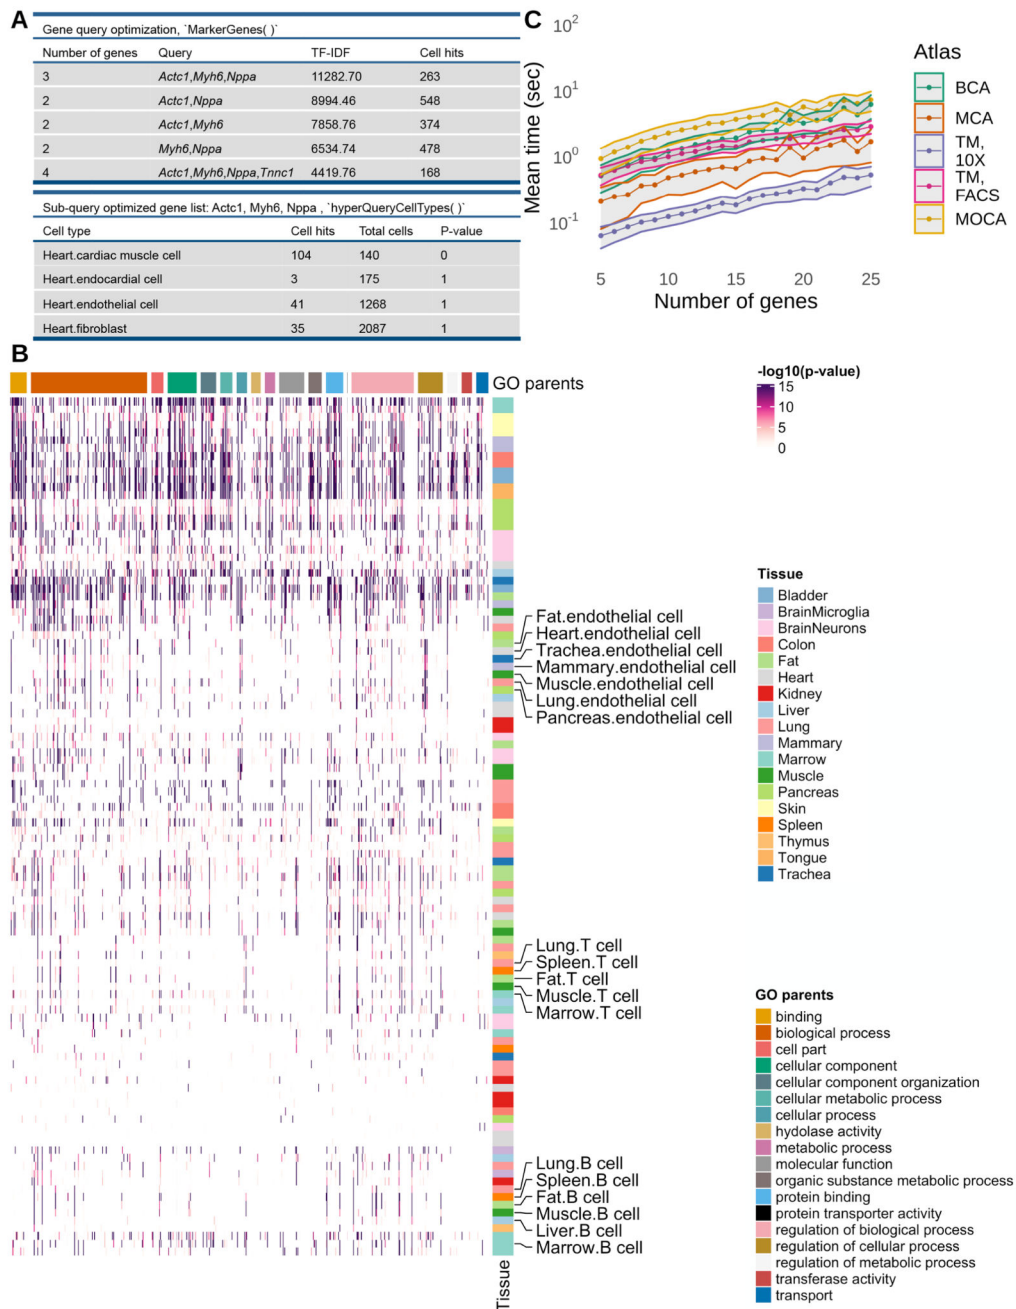 A
Gene query optimization, `MarkerGenes( )`
Number of genes Query TF-IDF Cell hits
3 Actc1,Myh6,Nppa 11282.70 263
2 Actc1,Nppa 8994.46 548
2 Actc1,Myh6 7858.76 374
2 Myh6,Nppa 6534.74 478
4 Actc1,Myh6,Nppa,Tnnc1 4419.76 168
Sub-query optimized gene list: Actc1, Myh6, Nppa , `hyperQueryCellTypes( )`
Cell type Cell hits Total cells P-value
Heart.cardiac muscle cell 104 140 0
Heart.endocardial cell 3 175 1
Heart.endothelial cell 41 1268 1
Heart.fibroblast 35 2087 1
C
Mean time (sec)
10²
10¹
10⁰
10⁻¹
5 10 15 20 25
Number of genes
Atlas
BCA
MCA
TM,
10X
TM,
FACS
MOCA
B
GO parents
Fat.endothelial cell
Heart.endothelial cell
Trachea.endothelial cell
Mammary.endothelial cell
Muscle.endothelial cell
Lung.endothelial cell
Pancreas.endothelial cell
Lung.T cell
Spleen.T cell
Fat.T cell
Muscle.T cell
Marrow.T cell
Lung.B cell
Spleen.B cell
Fat.B cell
Muscle.B cell
Liver.B cell
Marrow.B cell
Tissue
-log10(p-value)
15
10
5
0
Tissue
Bladder
BrainMicroglia
BrainNeurons
Colon
Fat
Heart
Kidney
Liver
Lung
Mammary
Marrow
Muscle
Pancreas
Skin
Spleen
Thymus
Tongue
Trachea
GO parents
binding
biological process
cell part
cellular component
cellular component organization
cellular metabolic process
cellular process
hydolase activity
metabolic process
molecular function
organic substance metabolic process
protein binding
protein transporter activity
regulation of biological process
regulation of cellular process
regulation of metabolic process
transferase activity
transport